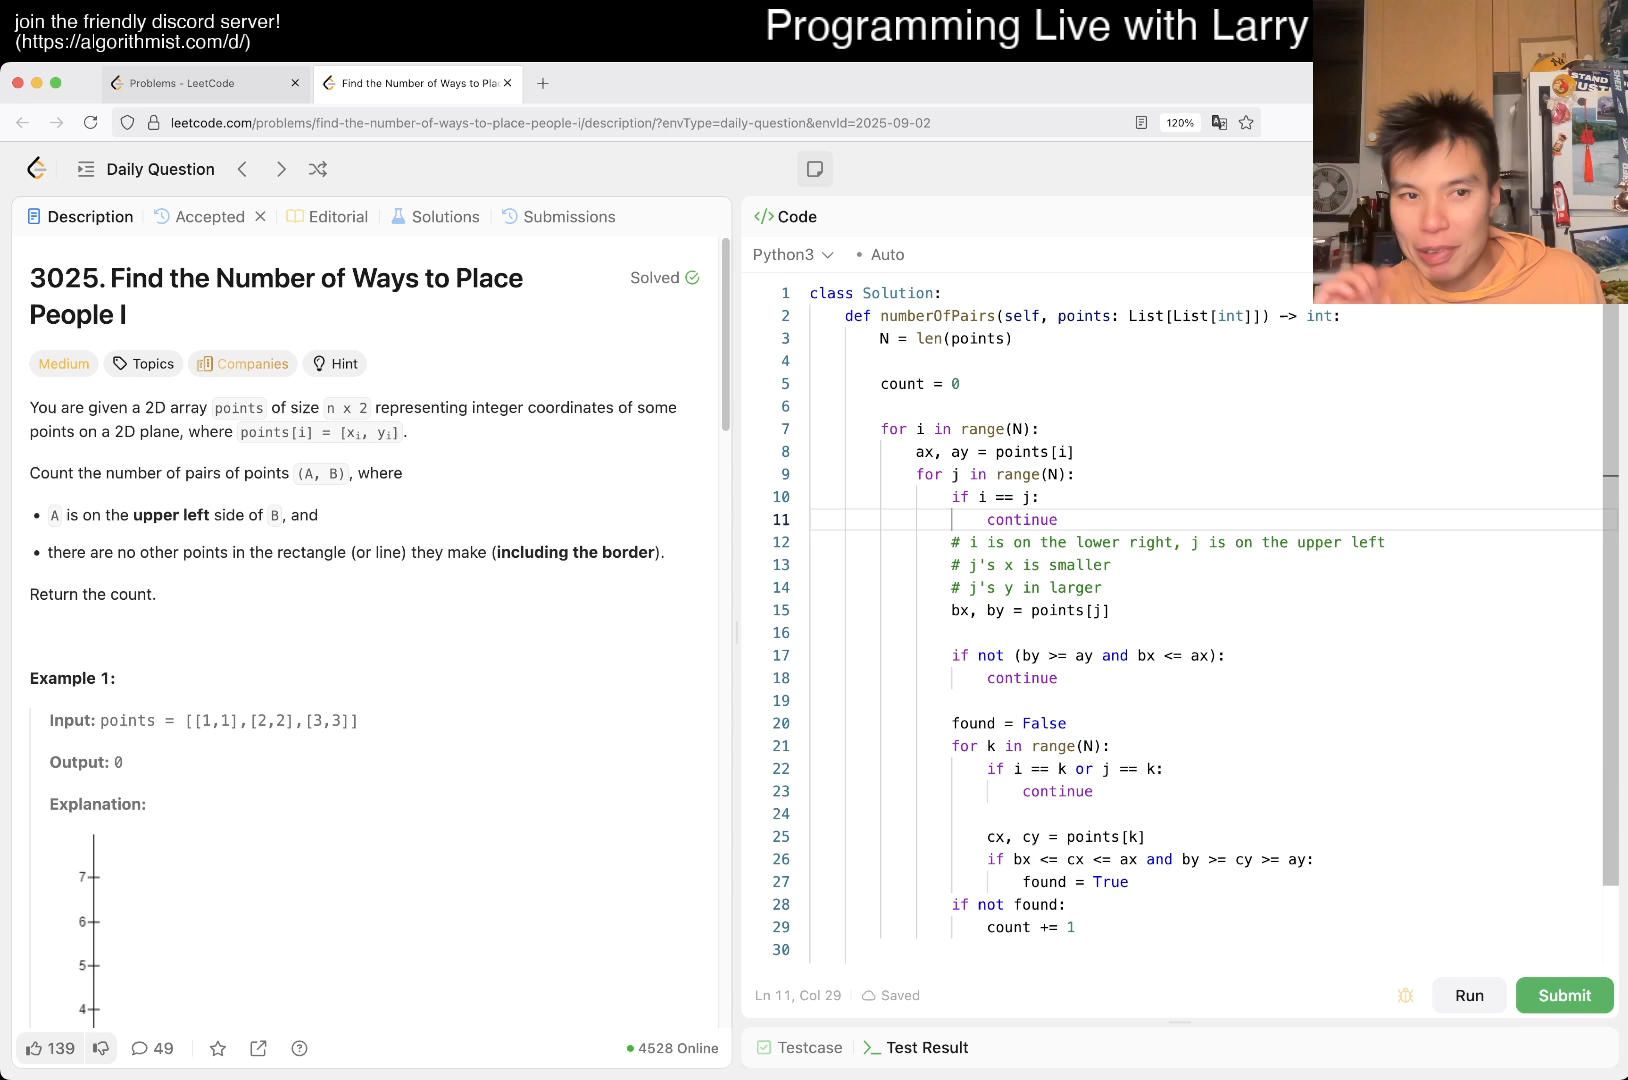 join the friendly discord server!
(https://algorithmist.com/d/)
Programming Live with Larry
Problems - LeetCode
Find the Number of Ways to Pla
leetcode.com/problems/find-the-number-of-ways-to-place-people-i/description/?envType=daily-question&envId=2025-09-02
120%
Daily Question
Description
Accepted
Editorial
Solutions
Submissions
3025. Find the Number of Ways to Place
People I
Solved
Medium
Topics
Companies
Hint
You are given a 2D array points of size n x 2 representing integer coordinates of some
points on a 2D plane, where points[i] = [xi, yi].
Count the number of pairs of points (A, B), where
• A is on the upper left side of B, and
• there are no other points in the rectangle (or line) they make (including the border).
Return the count.
Example 1:
Input: points = [[1,1],[2,2],[3,3]]
Output: 0
Explanation:
7
6
5
4
139
49
4528 Online
</> Code
Python3
Auto
1 class Solution:
2 def numberOfPairs(self, points: List[List[int]]) -> int:
3 N = len(points)
4
5 count = 0
6
7 for i in range(N):
8 ax, ay = points[i]
9 for j in range(N):
10 if i == j:
11 continue
12 # i is on the lower right, j is on the upper left
13 # j's x is smaller
14 # j's y in larger
15 bx, by = points[j]
16
17 if not (by >= ay and bx <= ax):
18 continue
19
20 found = False
21 for k in range(N):
22 if i == k or j == k:
23 continue
24
25 cx, cy = points[k]
26 if bx <= cx <= ax and by >= cy >= ay:
27 found = True
28 if not found:
29 count += 1
30
Ln 11, Col 29
Saved
Run
Submit
Testcase
Test Result